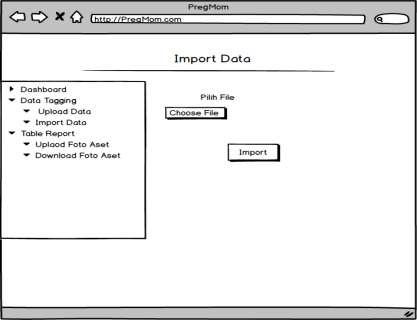 PregMom
http://PregMom.com
Import Data
Dashboard
Data Tagging
Upload Data
Import Data
Table Report
Uplaod Foto Aset
Download Foto Aset
Pilih File
Choose File
Import